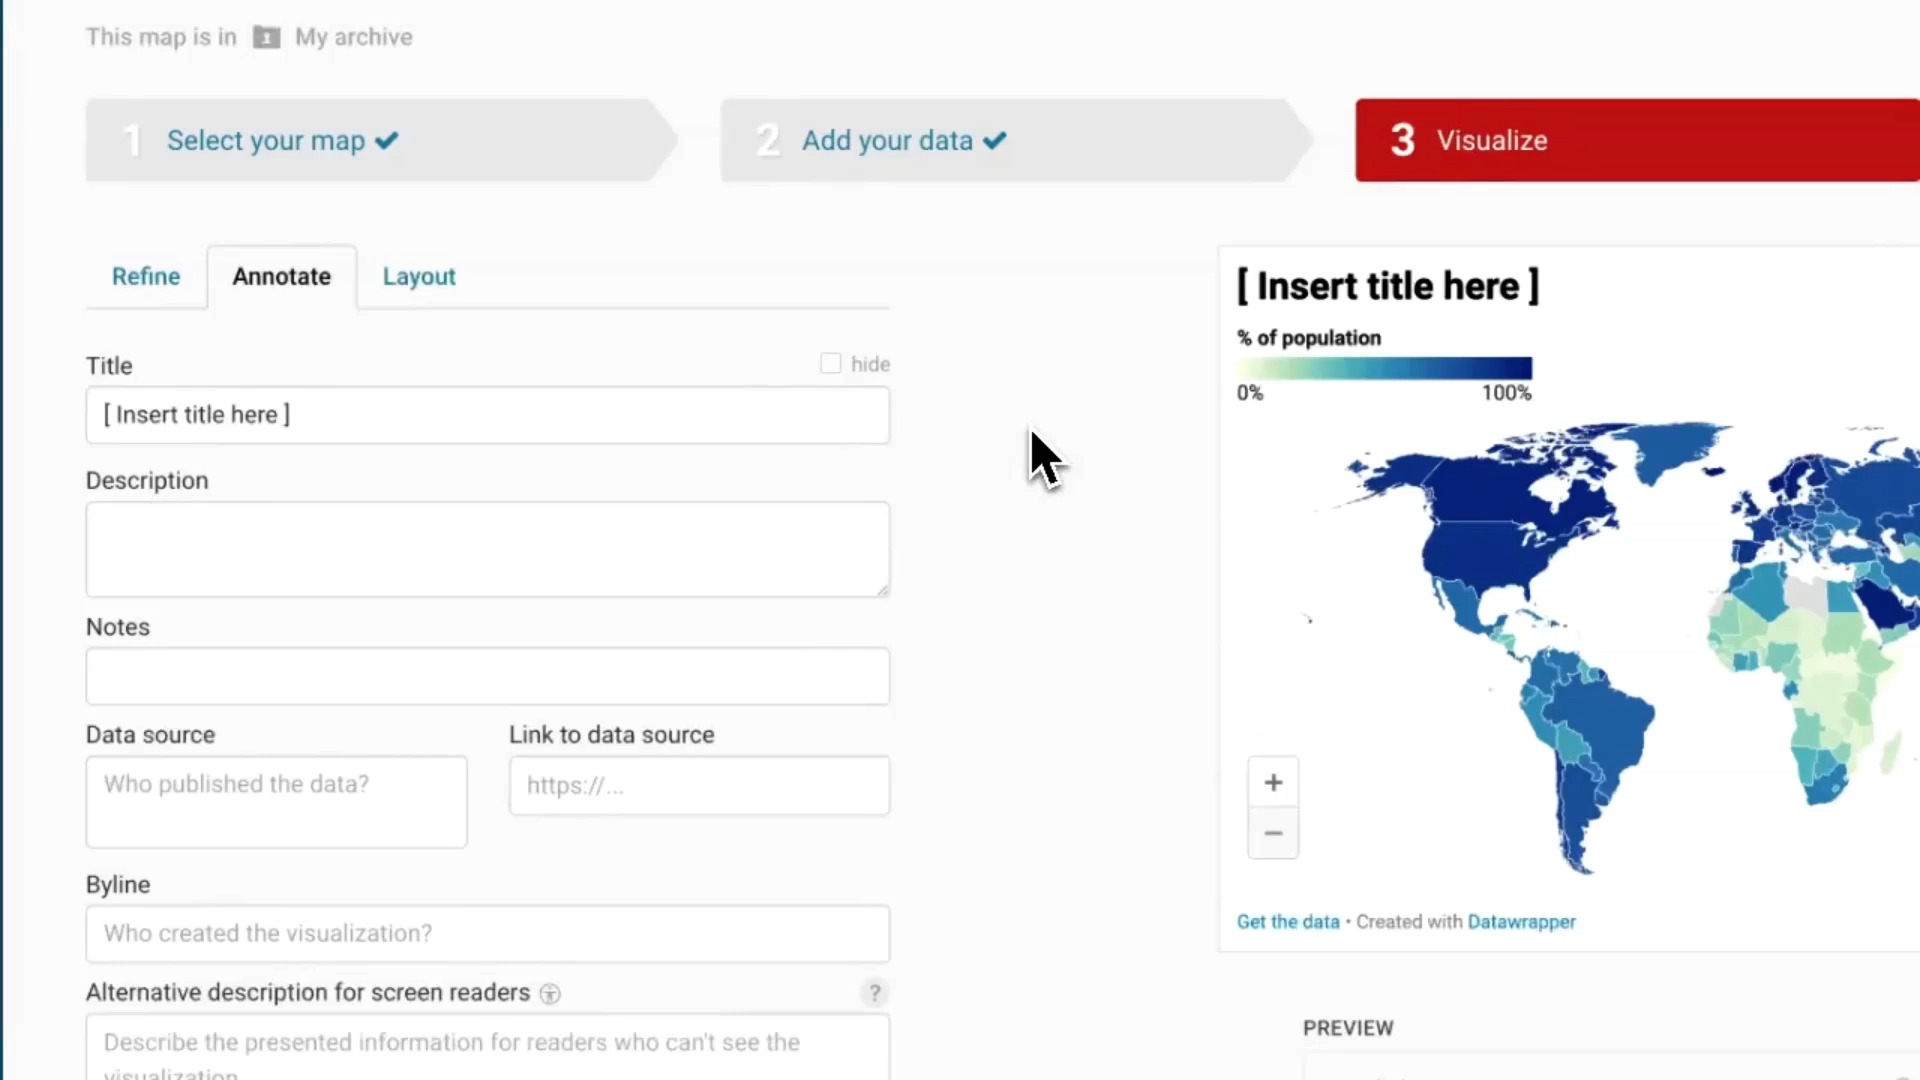 This map is in My archive
1 Select your map
2 Add your data
3 Visualize
Refine
Annotate
Layout
Title
hide
[ Insert title here ]
Description
Notes
Data source
Link to data source
Who published the data?
https://...
Byline
Who created the visualization?
Alternative description for screen readers
?
Describe the presented information for readers who can't see the
visualization
[ Insert title here ]
% of population
0%
100%
+
−
Get the data • Created with Datawrapper
PREVIEW